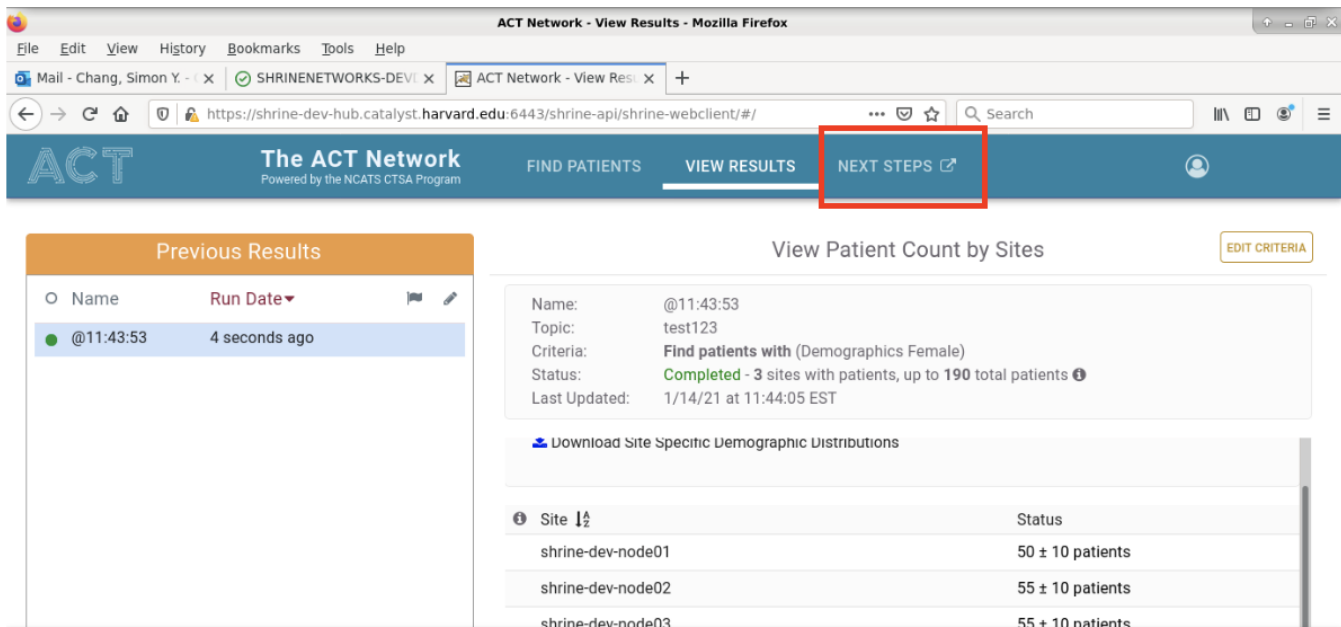 ACT Network - View Results - Mozilla Firefox
File Edit View History Bookmarks Tools Help
Mail - Chang, Simon Y. - SHRINENETWORKS-DEV ACT Network - View Resu
https://shrine-dev-hub.catalyst.harvard.edu:6443/shrine-api/shrine-webclient/#/ Search
ACT The ACT Network FIND PATIENTS VIEW RESULTS NEXT STEPS
Powered by the NCATS CTSA Program
Previous Results View Patient Count by Sites EDIT CRITERIA
Name Run Date
@11:43:53 4 seconds ago
Name: @11:43:53
Topic: test123
Criteria: Find patients with (Demographics Female)
Status: Completed - 3 sites with patients, up to 190 total patients
Last Updated: 1/14/21 at 11:44:05 EST
Download Site Specific Demographic Distributions
Site Status
shrine-dev-node01 50 ± 10 patients
shrine-dev-node02 55 ± 10 patients
shrine-dev-node03 55 ± 10 patients